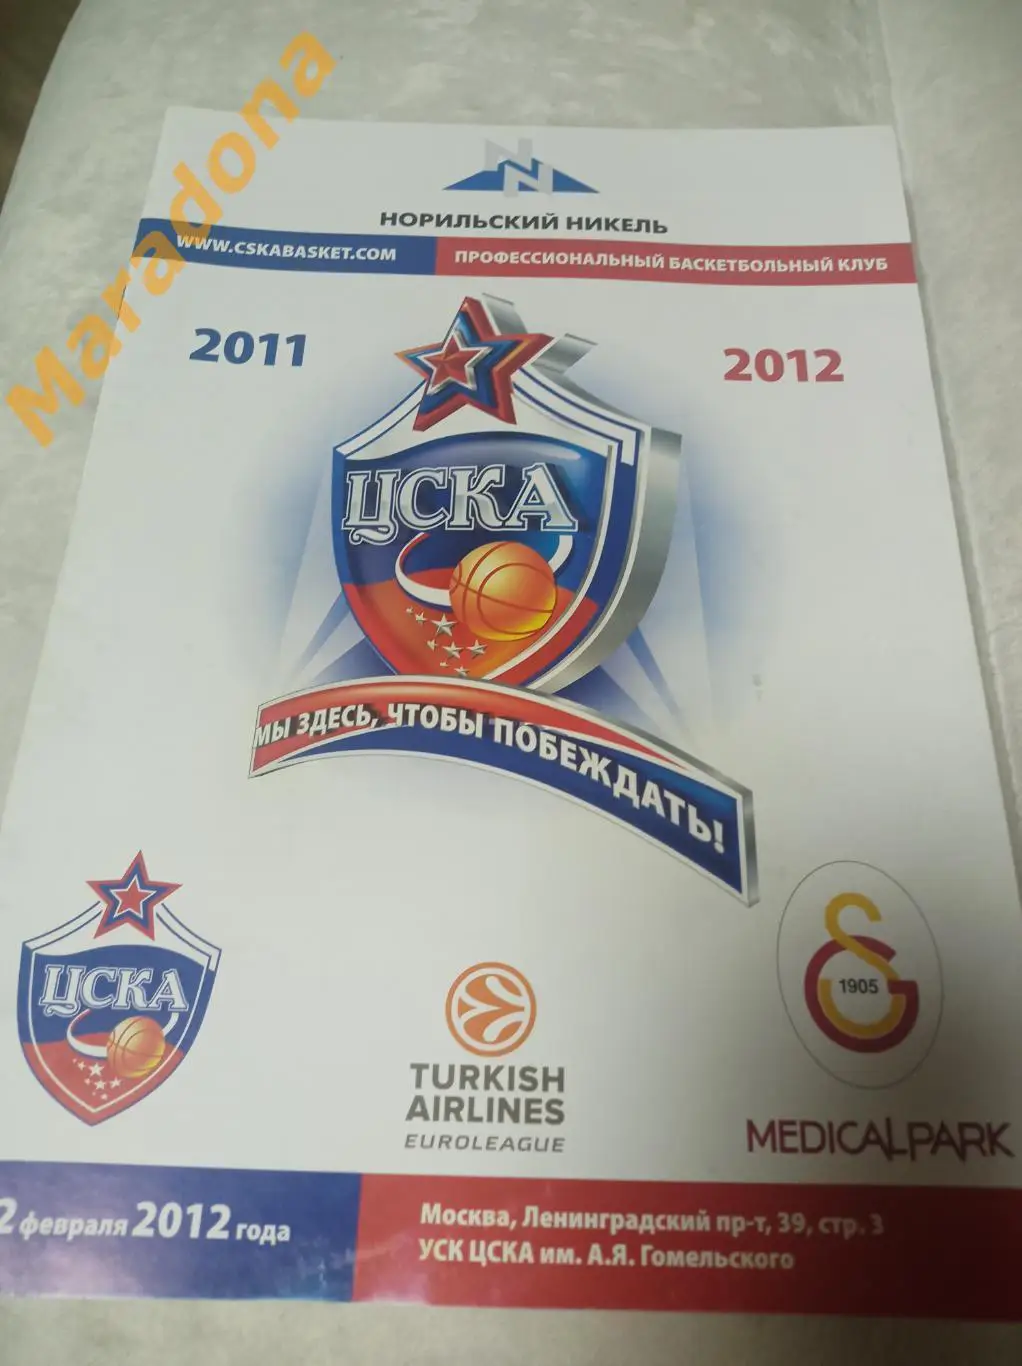 Maradona
НОРИЛЬСКИЙ НИКЕЛЬ
WWW.CSKABASKET.COM
ПРОФЕССИОНАЛЬНЫЙ БАСКЕТБОЛЬНЫЙ КЛУБ
2011
2012
ЦСКА
МЫ ЗДЕСЬ, ЧТОБЫ ПОБЕЖДАТЬ!
ЦСКА
1905
TURKISH
AIRLINES
EUROLEAGUE
MEDICALPARK
2 февраля 2012 года
Москва, Ленинградский пр-т, 39, стр. 3
УСК ЦСКА им. А.Я. Гомельского